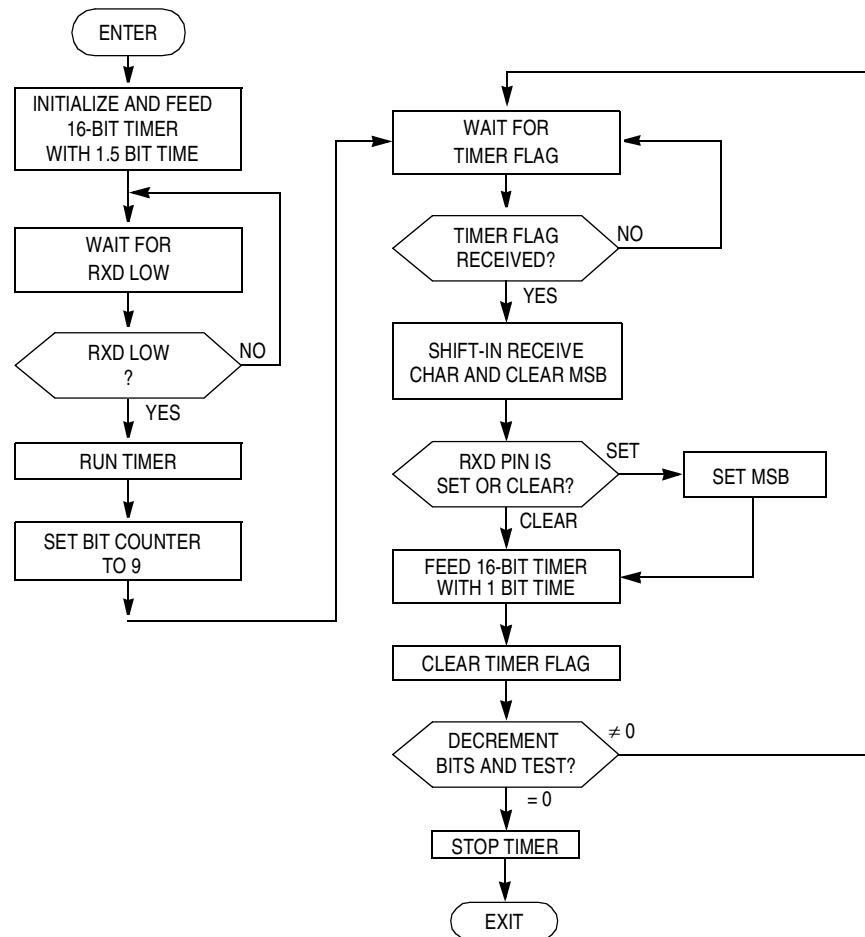 ENTER
INITIALIZE AND FEED
16-BIT TIMER
WITH 1.5 BIT TIME
WAIT FOR
RXD LOW
RXD LOW
?
NO
YES
RUN TIMER
SET BIT COUNTER
TO 9
WAIT FOR
TIMER FLAG
TIMER FLAG
RECEIVED?
NO
YES
SHIFT-IN RECEIVE
CHAR AND CLEAR MSB
RXD PIN IS
SET OR CLEAR?
SET
SET MSB
CLEAR
FEED 16-BIT TIMER
WITH 1 BIT TIME
CLEAR TIMER FLAG
DECREMENT
BITS AND TEST?
≠ 0
= 0
STOP TIMER
EXIT